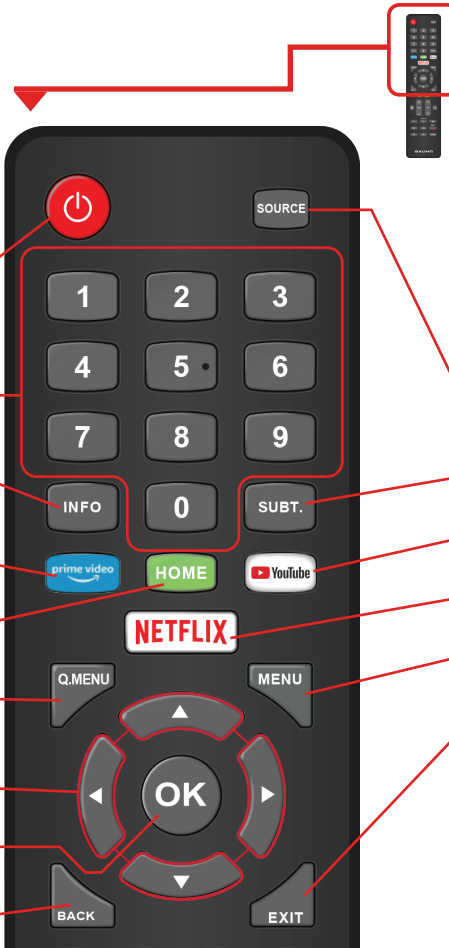 SOURCE
1 2 3
4 5 6
7 8 9
INFO 0 SUBT.
prime video HOME YouTube
NETFLIX
Q.MENU MENU
OK
BACK EXIT
BAUHN